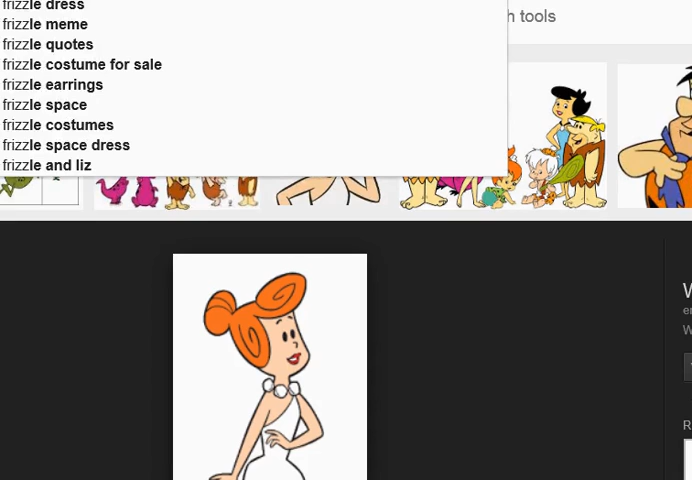 frizzle dress
h tools
frizzle meme
frizzle quotes
frizzle costume for sale
frizzle earrings
frizzle space
frizzle costumes
frizzle space dress
frizzle and liz
W
er
W
R